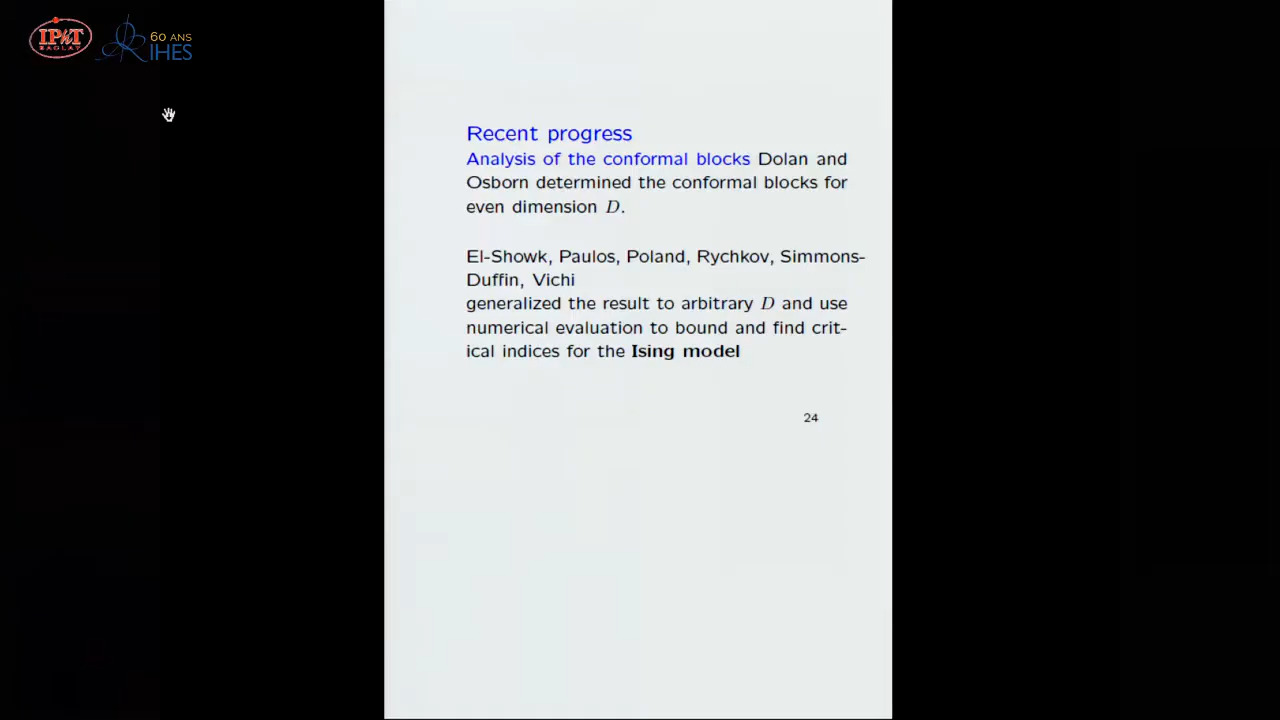 IPhT
SACLAY
60 ANS
IHES
Recent progress
Analysis of the conformal blocks Dolan and
Osborn determined the conformal blocks for
even dimension D.
El-Showk, Paulos, Poland, Rychkov, Simmons-
Duffin, Vichi
generalized the result to arbitrary D and use
numerical evaluation to bound and find crit-
ical indices for the Ising model
24